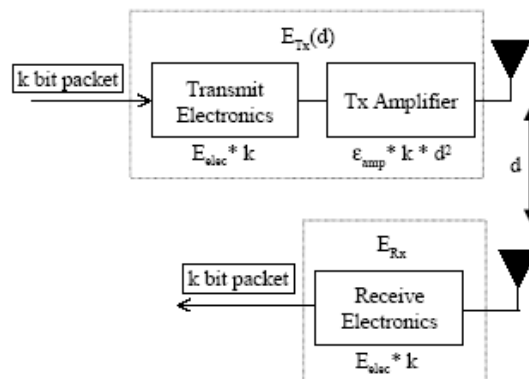 E_Tx(d)
k bit packet
Transmit
Electronics
Tx Amplifier
E_elec * k
ε_amp * k * d²
d
E_Rx
k bit packet
Receive
Electronics
E_elec * k